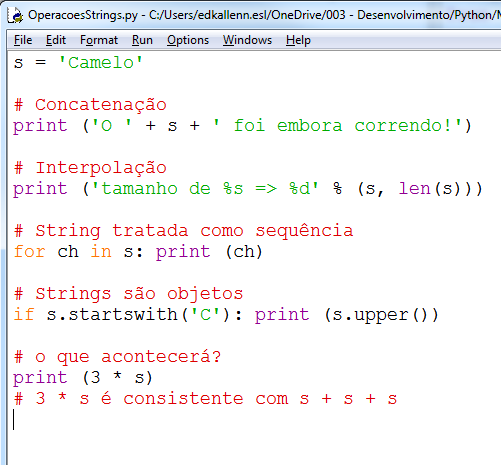 OperacoesStrings.py - C:/Users/edkallenn.esl/OneDrive/003 - Desenvolvimento/Python/
File Edit Format Run Options Windows Help
s = 'Camelo'
# Concatenação
print ('O ' + s + ' foi embora correndo!')
# Interpolação
print ('tamanho de %s => %d' % (s, len(s)))
# String tratada como sequência
for ch in s: print (ch)
# Strings são objetos
if s.startswith('C'): print (s.upper())
# o que acontecerá?
print (3 * s)
# 3 * s é consistente com s + s + s